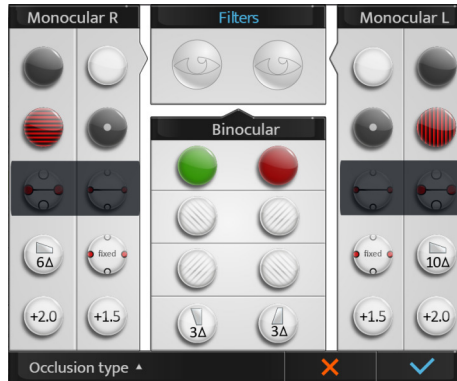 Monocular R
Filters
Monocular L
Binocular
6Δ
fixed
fixed
10Δ
+2.0
+1.5
3Δ
3Δ
+1.5
+2.0
Occlusion type